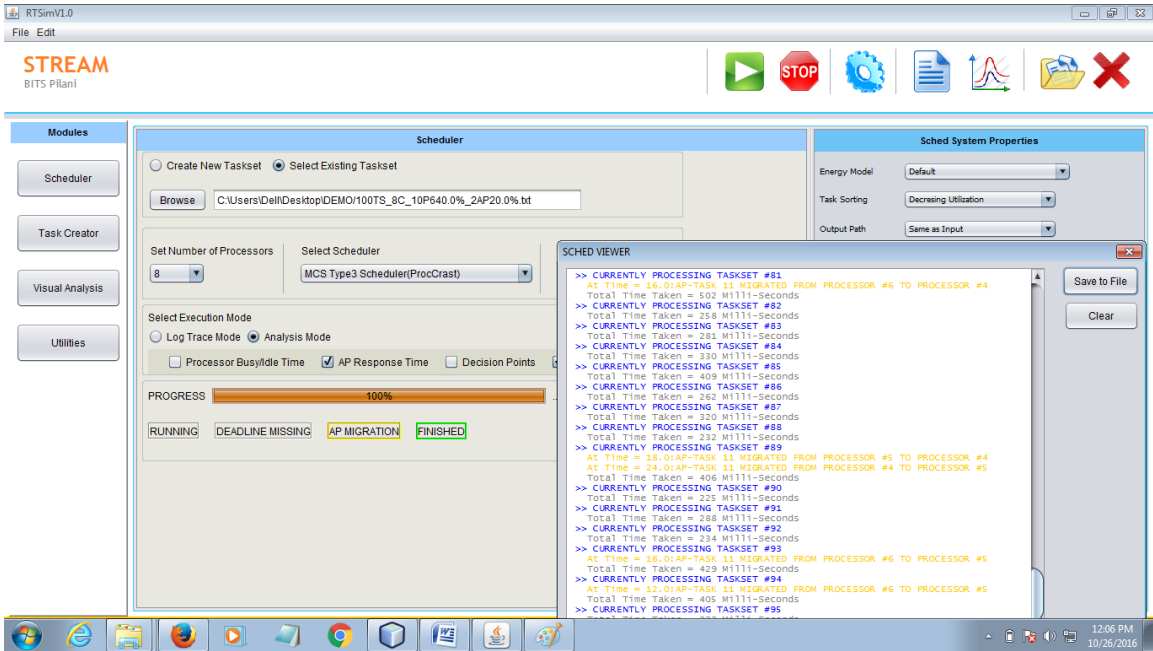 RTSimV1.0
File Edit
STREAM
BITS Pilani
STOP
Modules
Scheduler
Task Creator
Visual Analysis
Utilities
Scheduler
Create New Taskset Select Existing Taskset
Browse C:\Users\Dell\Desktop\DEMO/100TS_8C_10P640.0%_2AP20.0%.txt
Set Number of Processors Select Scheduler
8 MCS Type3 Scheduler(ProcCrast)
Select Execution Mode
Log Trace Mode Analysis Mode
Processor Busy/Idle Time AP Response Time Decision Points
PROGRESS 100%
RUNNING DEADLINE MISSING AP MIGRATION FINISHED
Sched System Properties
Energy Model Default
Task Sorting Decresing Utilization
Output Path Same as Input
SCHED VIEWER
>> CURRENTLY PROCESSING TASKSET #81
At Time = 16.0:AP-TASK 11 MIGRATED FROM PROCESSOR #6 TO PROCESSOR #4
Total Time Taken = 502 Milli-Seconds
>> CURRENTLY PROCESSING TASKSET #82
Total Time Taken = 258 Milli-Seconds
>> CURRENTLY PROCESSING TASKSET #83
Total Time Taken = 281 Milli-Seconds
>> CURRENTLY PROCESSING TASKSET #84
Total Time Taken = 330 Milli-Seconds
>> CURRENTLY PROCESSING TASKSET #85
Total Time Taken = 409 Milli-Seconds
>> CURRENTLY PROCESSING TASKSET #86
Total Time Taken = 262 Milli-Seconds
>> CURRENTLY PROCESSING TASKSET #87
Total Time Taken = 320 Milli-Seconds
>> CURRENTLY PROCESSING TASKSET #88
Total Time Taken = 232 Milli-Seconds
>> CURRENTLY PROCESSING TASKSET #89
At Time = 18.0:AP-TASK 11 MIGRATED FROM PROCESSOR #5 TO PROCESSOR #4
At Time = 24.0:AP-TASK 11 MIGRATED FROM PROCESSOR #4 TO PROCESSOR #5
Total Time Taken = 406 Milli-Seconds
>> CURRENTLY PROCESSING TASKSET #90
Total Time Taken = 225 Milli-Seconds
>> CURRENTLY PROCESSING TASKSET #91
Total Time Taken = 288 Milli-Seconds
>> CURRENTLY PROCESSING TASKSET #92
Total Time Taken = 234 Milli-Seconds
>> CURRENTLY PROCESSING TASKSET #93
At Time = 16.0:AP-TASK 11 MIGRATED FROM PROCESSOR #6 TO PROCESSOR #5
Total Time Taken = 429 Milli-Seconds
>> CURRENTLY PROCESSING TASKSET #94
At Time = 12.0:AP-TASK 11 MIGRATED FROM PROCESSOR #6 TO PROCESSOR #5
Total Time Taken = 405 Milli-Seconds
>> CURRENTLY PROCESSING TASKSET #95
Save to File
Clear
12:06 PM
10/26/2016